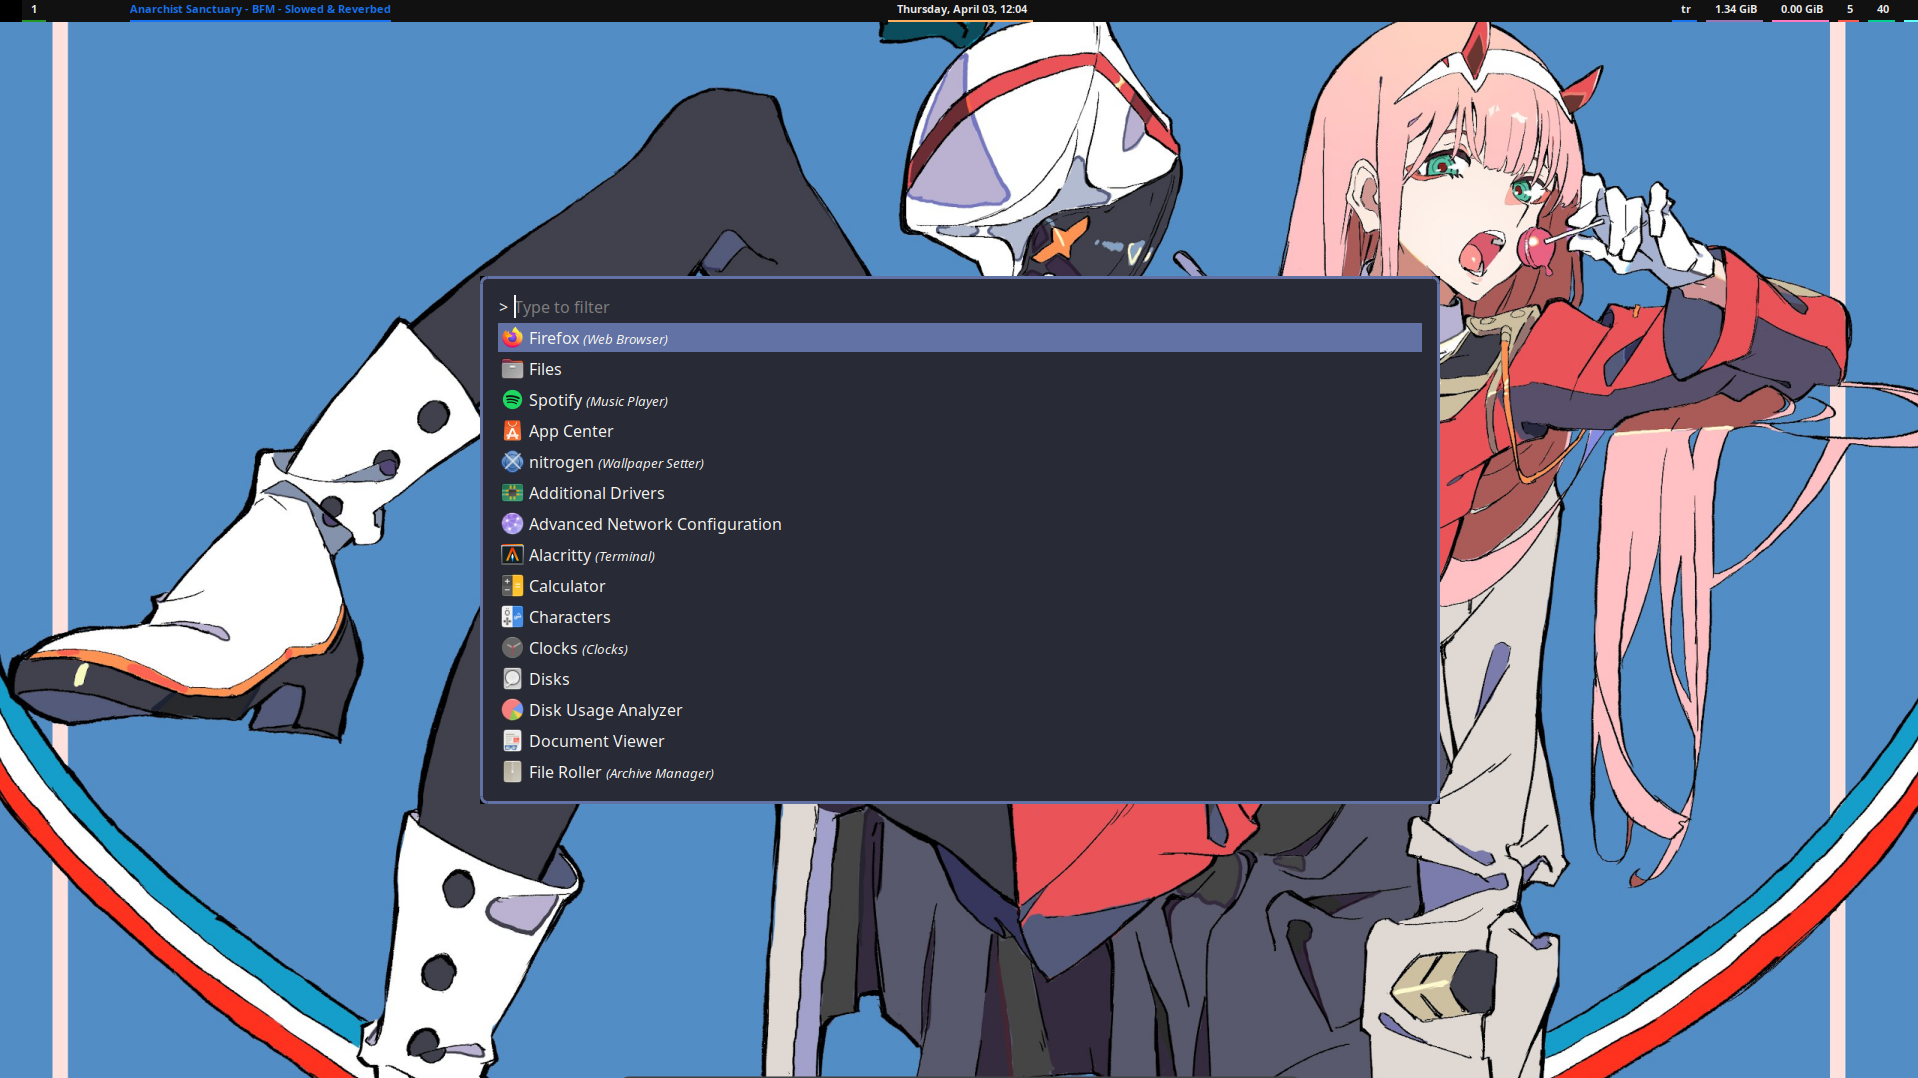 1 Anarchist Sanctuary - BFM - Slowed & Reverbed Thursday, April 03, 12:04 tr 1.34 GiB 0.00 GiB 5 40
> Type to filter
Firefox (Web Browser)
Files
Spotify (Music Player)
App Center
nitrogen (Wallpaper Setter)
Additional Drivers
Advanced Network Configuration
Alacritty (Terminal)
Calculator
Characters
Clocks (Clocks)
Disks
Disk Usage Analyzer
Document Viewer
File Roller (Archive Manager)